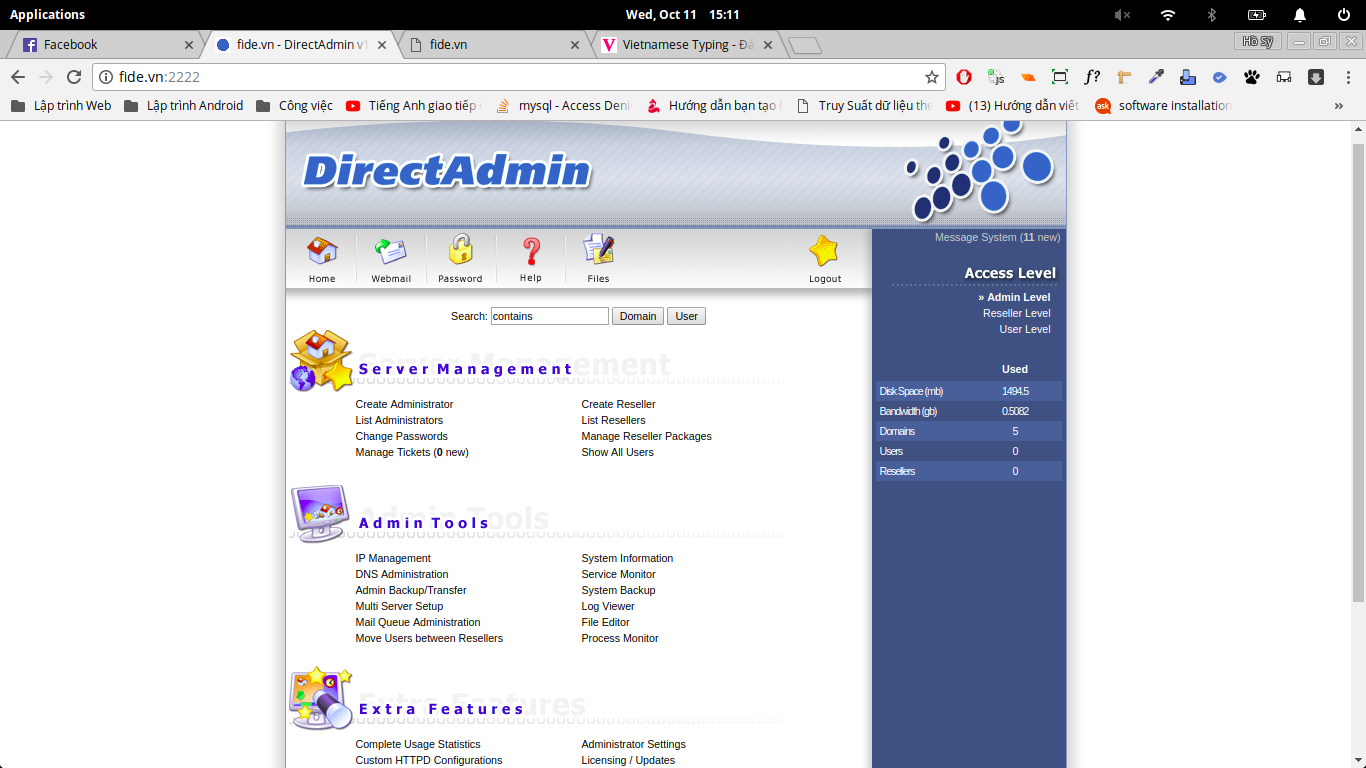 Applications
Wed, Oct 11 15:11
Facebook
fide.vn - DirectAdmin v1
fide.vn
Vietnamese Typing - Đá
Hồ Sỹ
fide.vn:2222
Lập trình Web
Lập trình Android
Công việc
Tiếng Anh giao tiếp
mysql - Access Deni
Hướng dẫn bạn tạo
Truy Suất dữ liệu the
(13) Hướng dẫn viết
software installation
»
DirectAdmin
Home
Webmail
Password
Help
Files
Logout
Message System (11 new)
Access Level
» Admin Level
Reseller Level
User Level
Search: contains Domain User
Server Management
Create Administrator Create Reseller
List Administrators List Resellers
Change Passwords Manage Reseller Packages
Manage Tickets (0 new) Show All Users
Used
Disk Space (mb) 1494.5
Bandwidth (gb) 0.5082
Domains 5
Users 0
Resellers 0
Admin Tools
IP Management System Information
DNS Administration Service Monitor
Admin Backup/Transfer System Backup
Multi Server Setup Log Viewer
Mail Queue Administration File Editor
Move Users between Resellers Process Monitor
Extra Features
Complete Usage Statistics Administrator Settings
Custom HTTPD Configurations Licensing / Updates